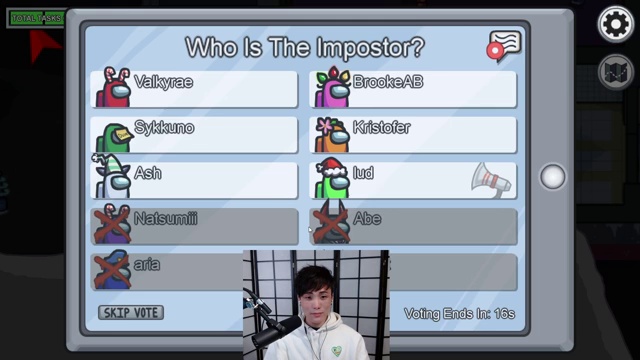 TOTAL TASKS
Who Is The Impostor?
Valkyrae
BrookeAB
Sykkuno
Kristofer
Ash
lud
Natsumiii
Abe
aria
SKIP VOTE
Voting Ends In: 16s